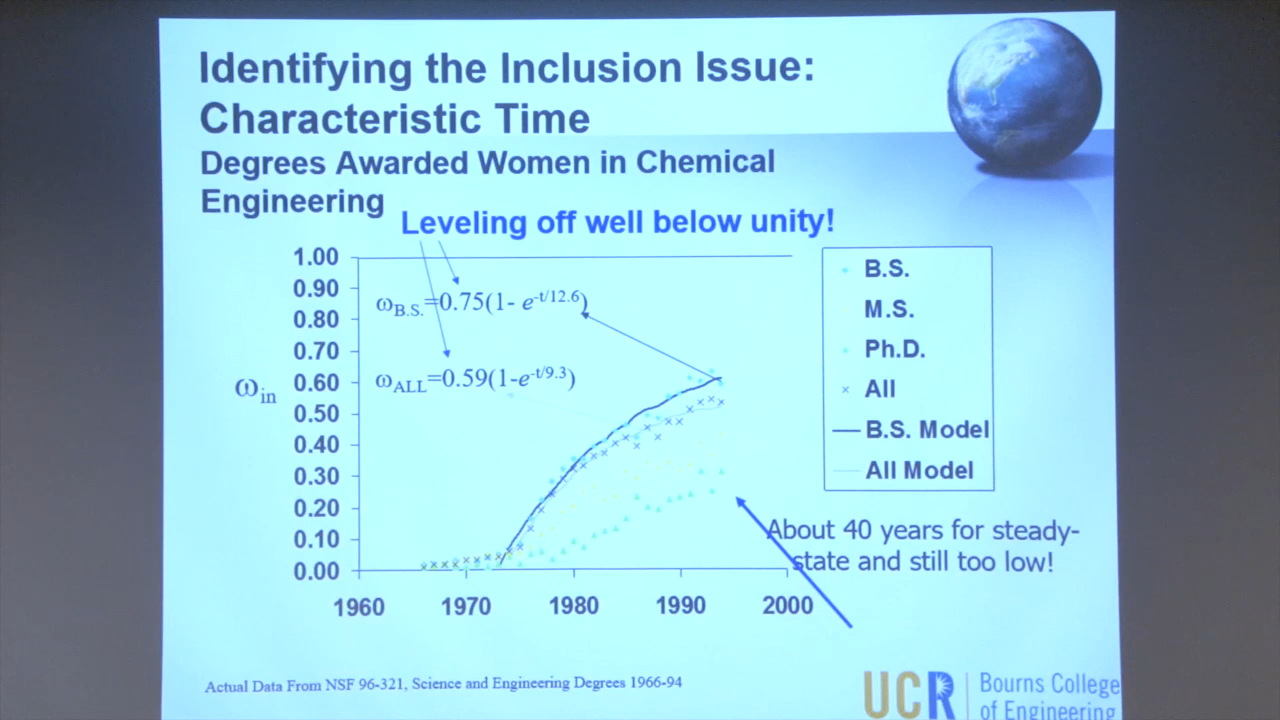 Identifying the Inclusion Issue:
Characteristic Time
Degrees Awarded Women in Chemical
Engineering
Leveling off well below unity!
1.00
0.90
0.80
0.70
0.60
0.50
0.40
0.30
0.20
0.10
0.00
ωin
ωB.S.=0.75(1- e-t/12.6)
ωALL=0.59(1-e-t/9.3)
1960 1970 1980 1990 2000
B.S.
M.S.
Ph.D.
All
B.S. Model
All Model
About 40 years for steady-
state and still too low!
Actual Data From NSF 96-321, Science and Engineering Degrees 1966-94
UCR
Bourns College
of Engineering